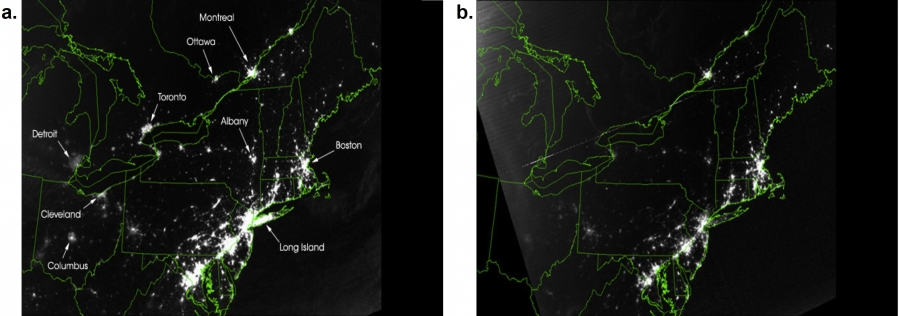 a.
b.
Montreal
Ottawa
Toronto
Albany
Detroit
Boston
Cleveland
Long Island
Columbus